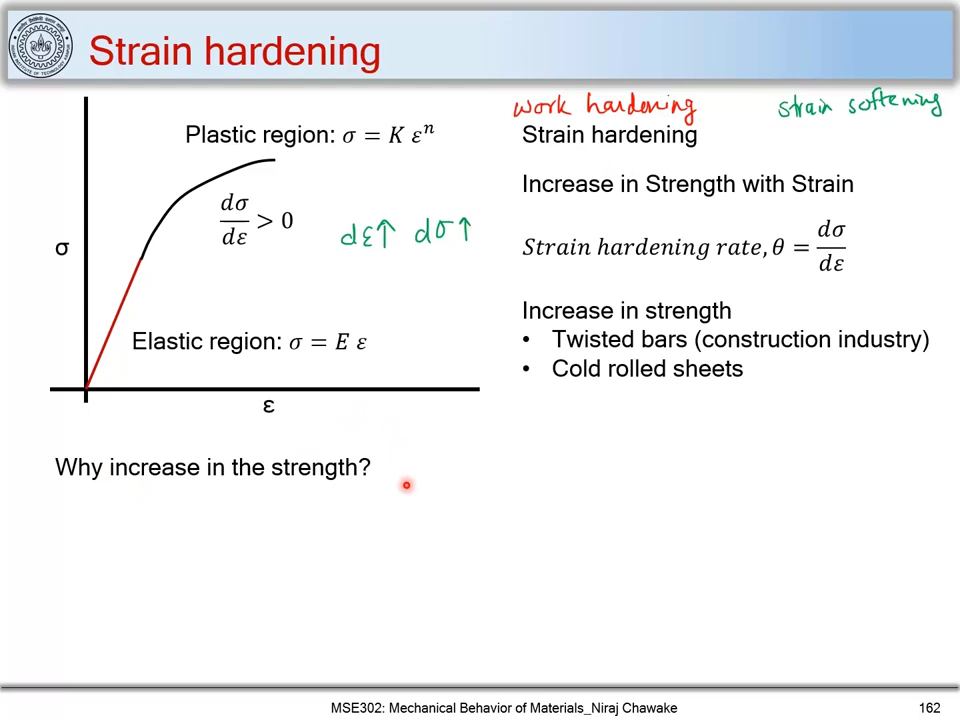 Strain hardening
Plastic region: σ = K ε^n
dσ/dε > 0
dε↑ dσ↑
σ
Elastic region: σ = E ε
ε
Why increase in the strength?
work hardening
strain softening
Strain hardening
Increase in Strength with Strain
Strain hardening rate, θ = dσ/dε
Increase in strength
• Twisted bars (construction industry)
• Cold rolled sheets
MSE302: Mechanical Behavior of Materials_Niraj Chawake
162